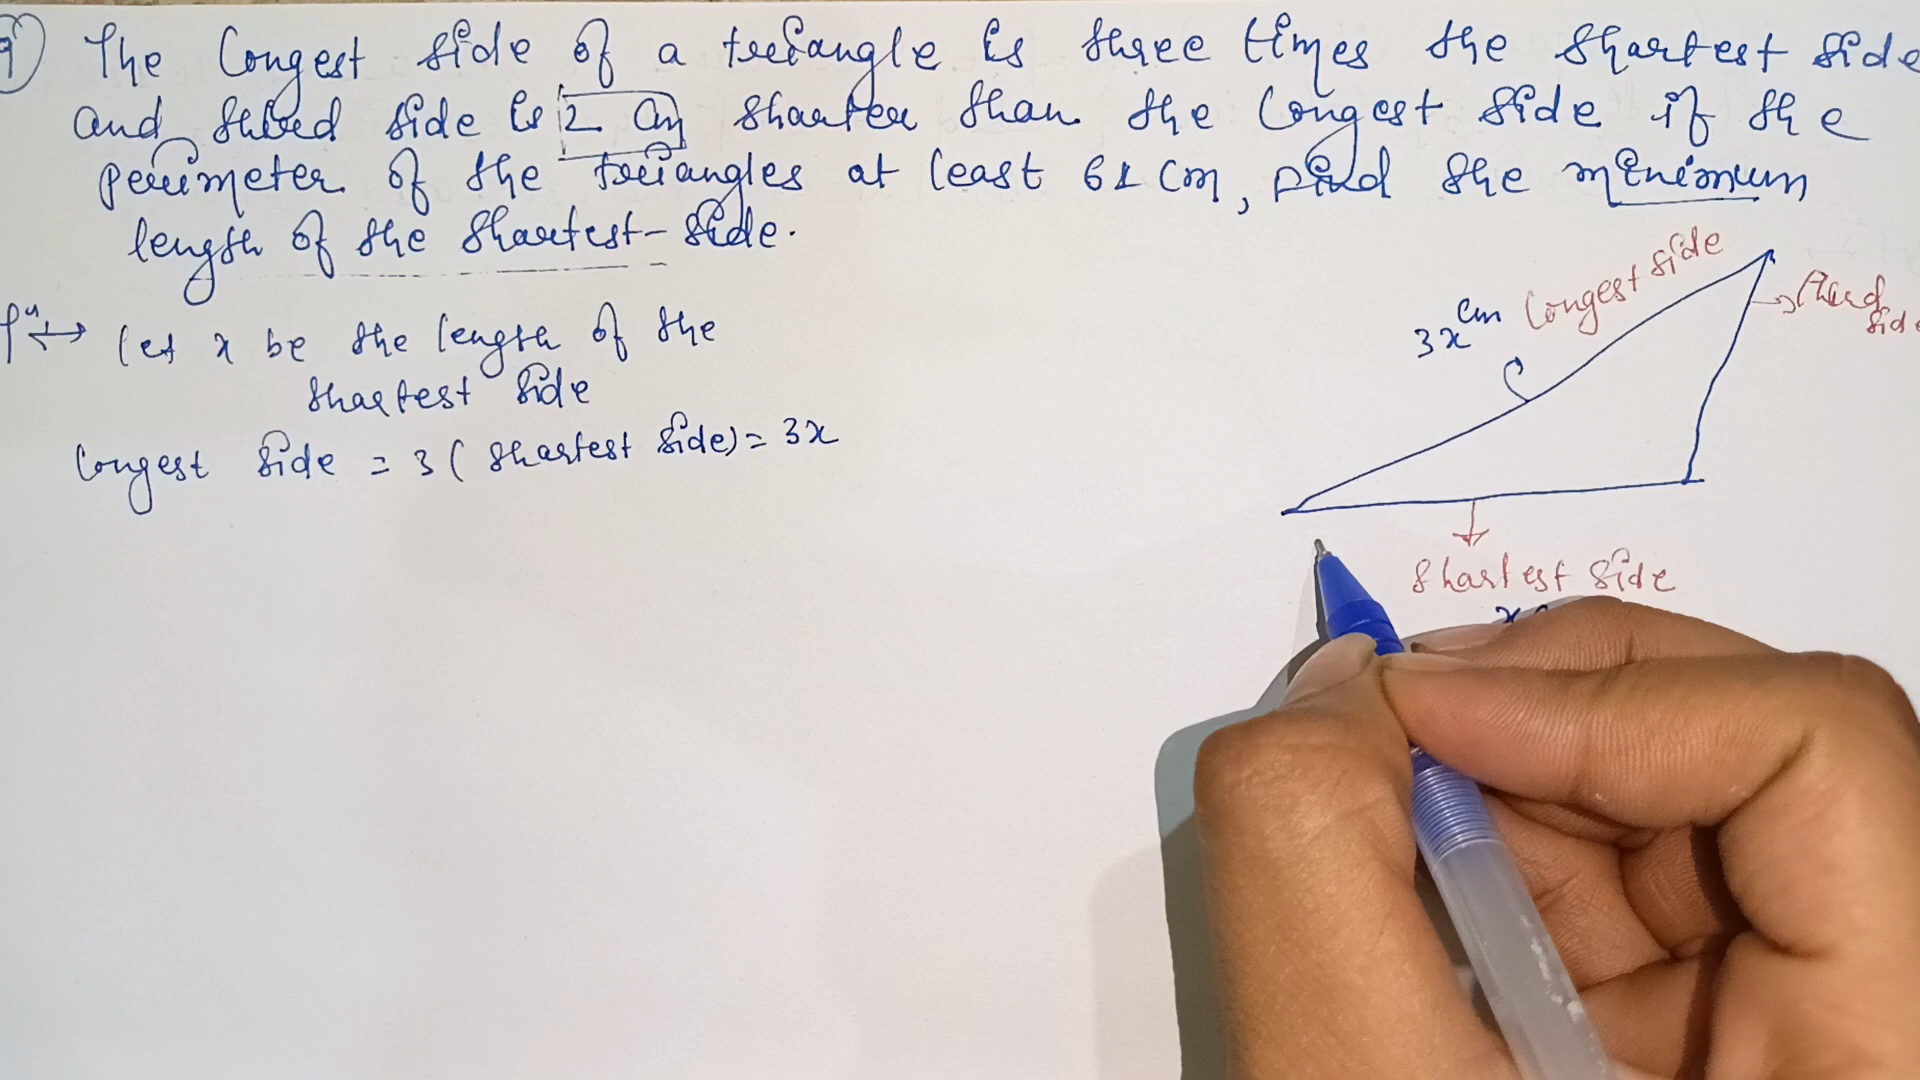 9) The Longest side of a triangle is three times the shortest side
and third side is 2 cm shorter than the longest side if the
perimeter of the triangles at least 61 cm, find the minimum
length of the shortest side.
let x be the length of the
shortest side
Longest side = 3 (shortest side) = 3x
3x cm Longest side
Third side
shortest side
x